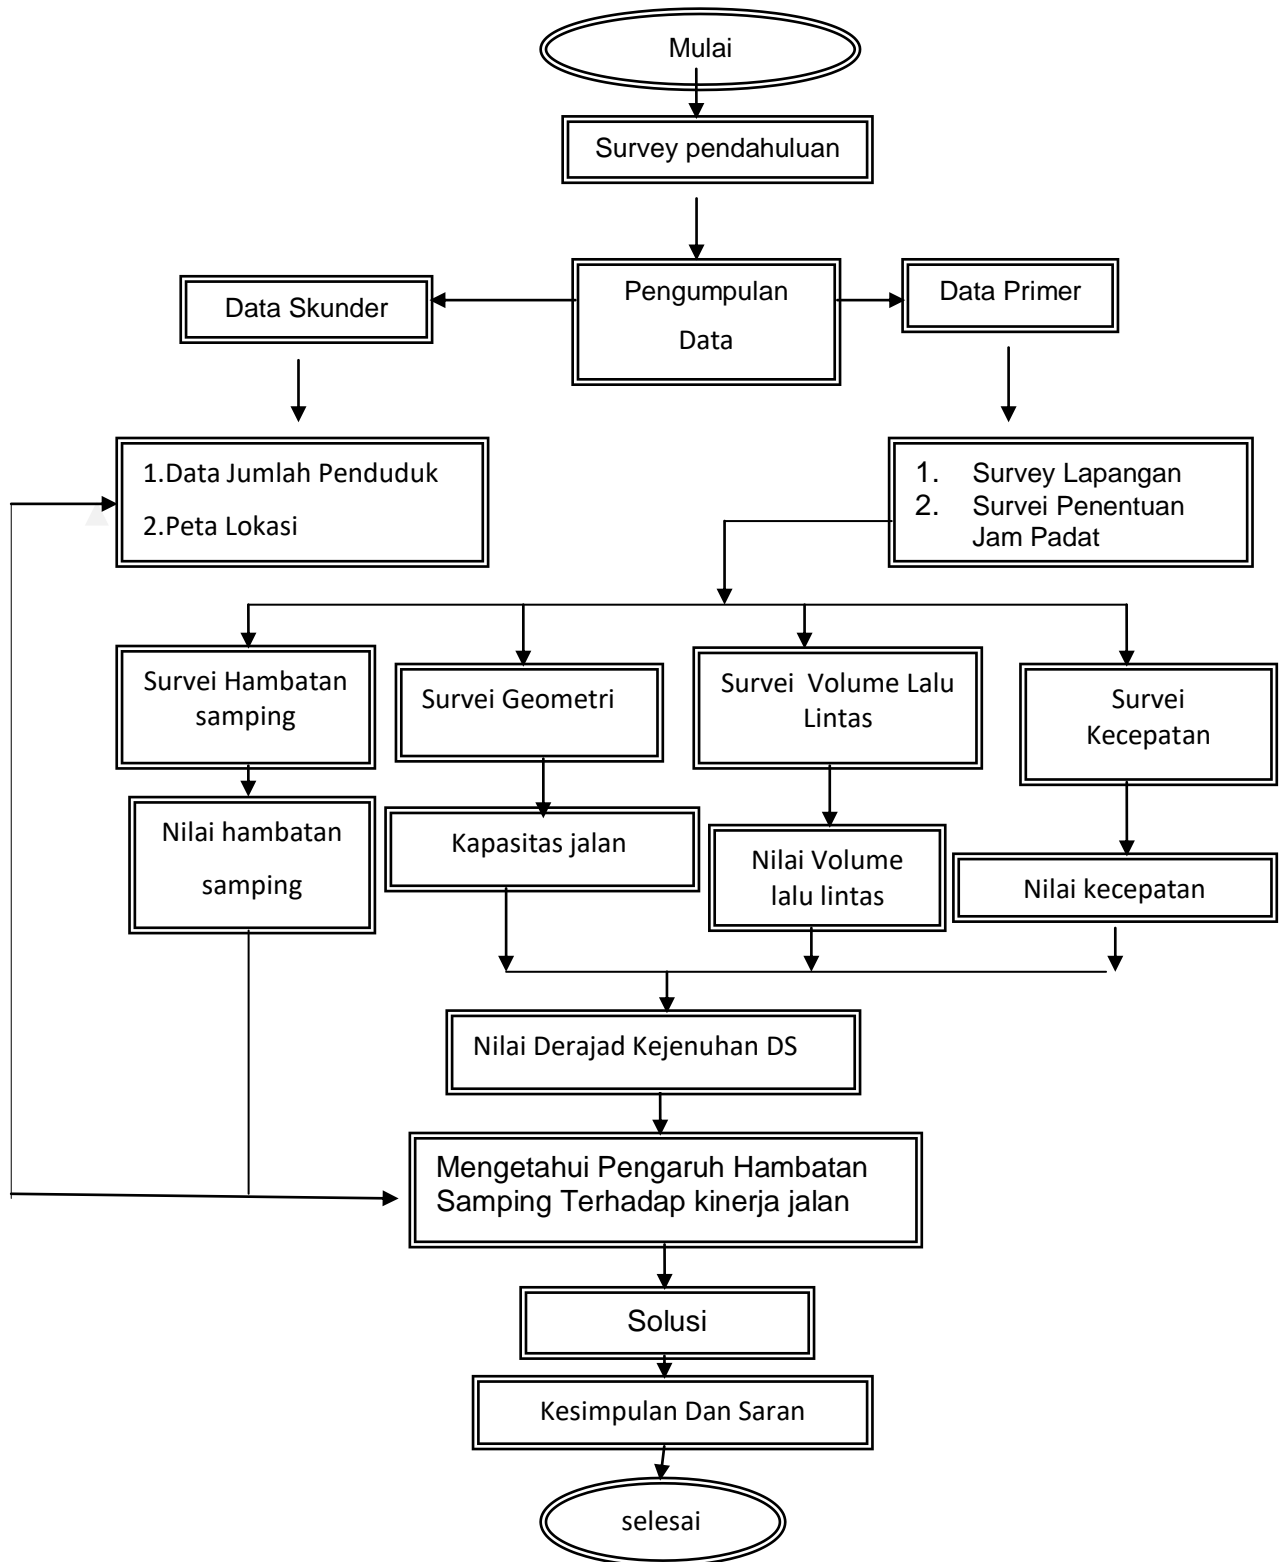 Mulai
Survey pendahuluan
Pengumpulan
Data
Data Skunder
Data Primer
1.Data Jumlah Penduduk
2.Peta Lokasi
1. Survey Lapangan
2. Survei Penentuan
Jam Padat
Survei Hambatan
samping
Survei Geometri
Survei Volume Lalu
Lintas
Survei
Kecepatan
Nilai hambatan
samping
Kapasitas jalan
Nilai Volume
lalu lintas
Nilai kecepatan
Nilai Derajad Kejenuhan DS
Mengetahui Pengaruh Hambatan
Samping Terhadap kinerja jalan
Solusi
Kesimpulan Dan Saran
selesai